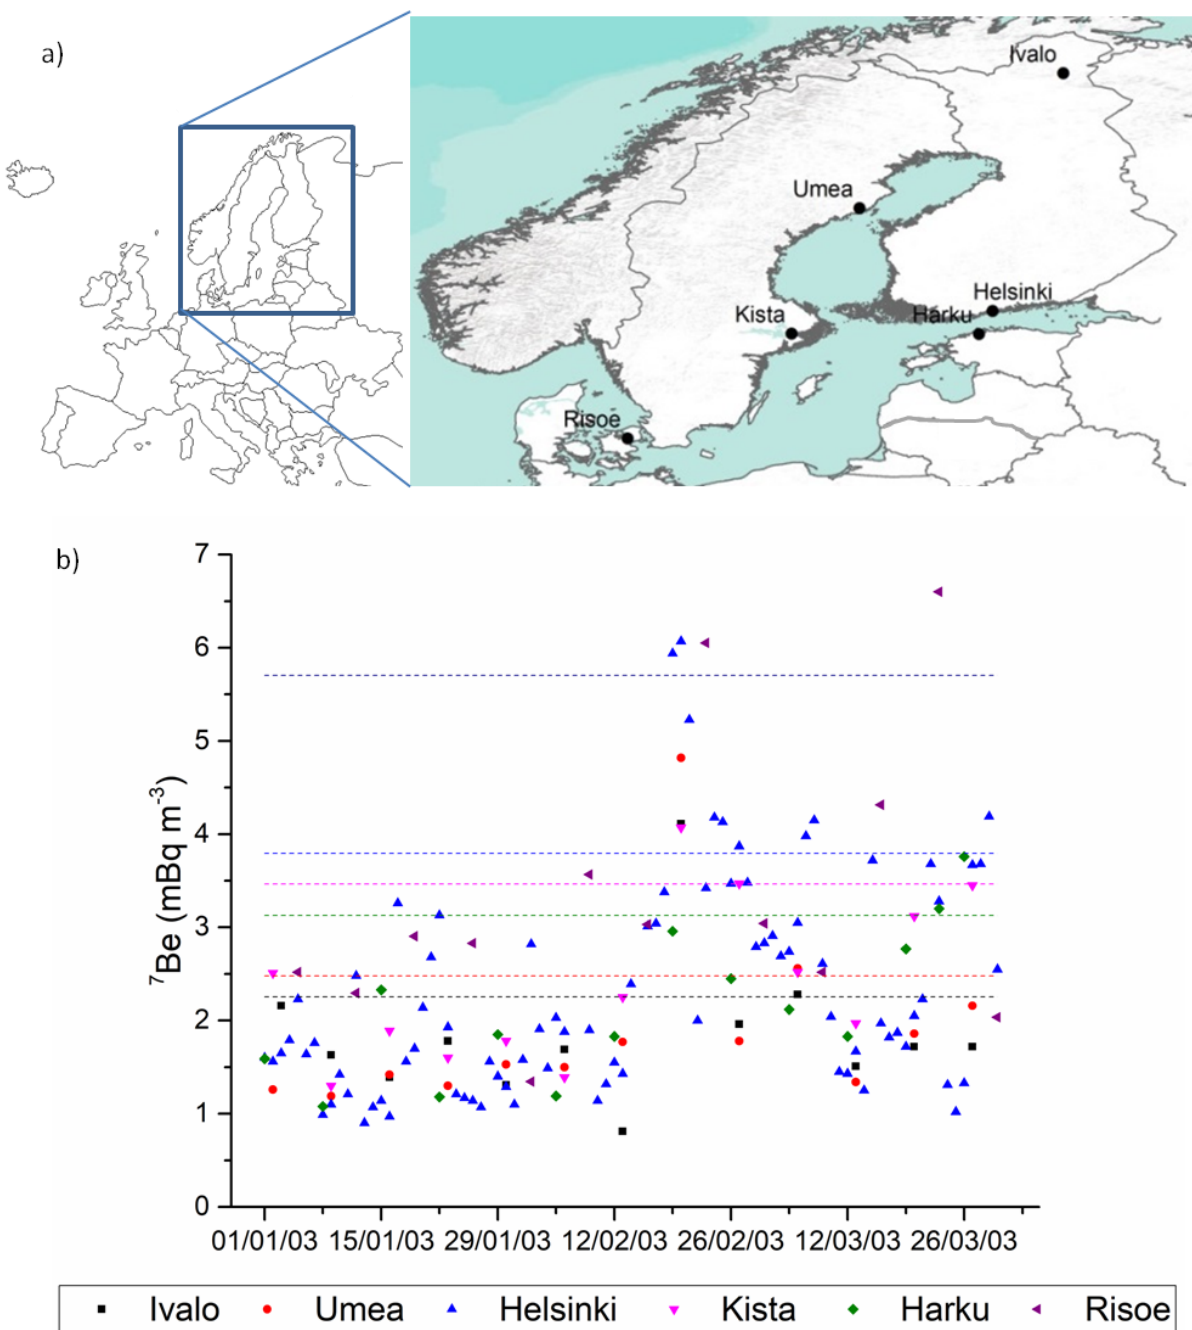 a)
Ivalo
Umea
Helsinki
Kista
Harku
Risoe
b)
7
6
5
4
3
2
1
0
⁷Be (mBq m⁻³)
01/01/03 15/01/03 29/01/03 12/02/03 26/02/03 12/03/03 26/03/03
Ivalo Umea Helsinki Kista Harku Risoe